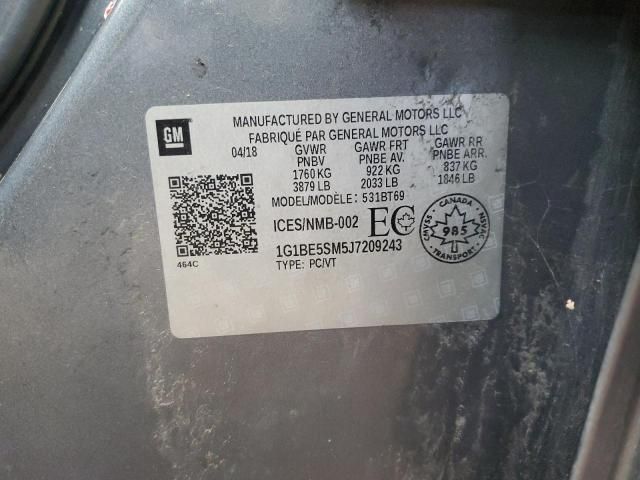 GM
MANUFACTURED BY GENERAL MOTORS LLC
FABRIQUÉ PAR GENERAL MOTORS LLC
04/18 GVWR GAWR FRT GAWR RR
PNBV PNBE AV. PNBE ARR.
1760 KG 922 KG 837 KG
3879 LB 2033 LB 1846 LB
MODEL/MODÈLE: 531BT69
ICES/NMB-002 EC
CANADA
CMVSS 985 NSVAC
TRANSPORT
1G1BE5SM5J7209243
464C TYPE: PC/VT